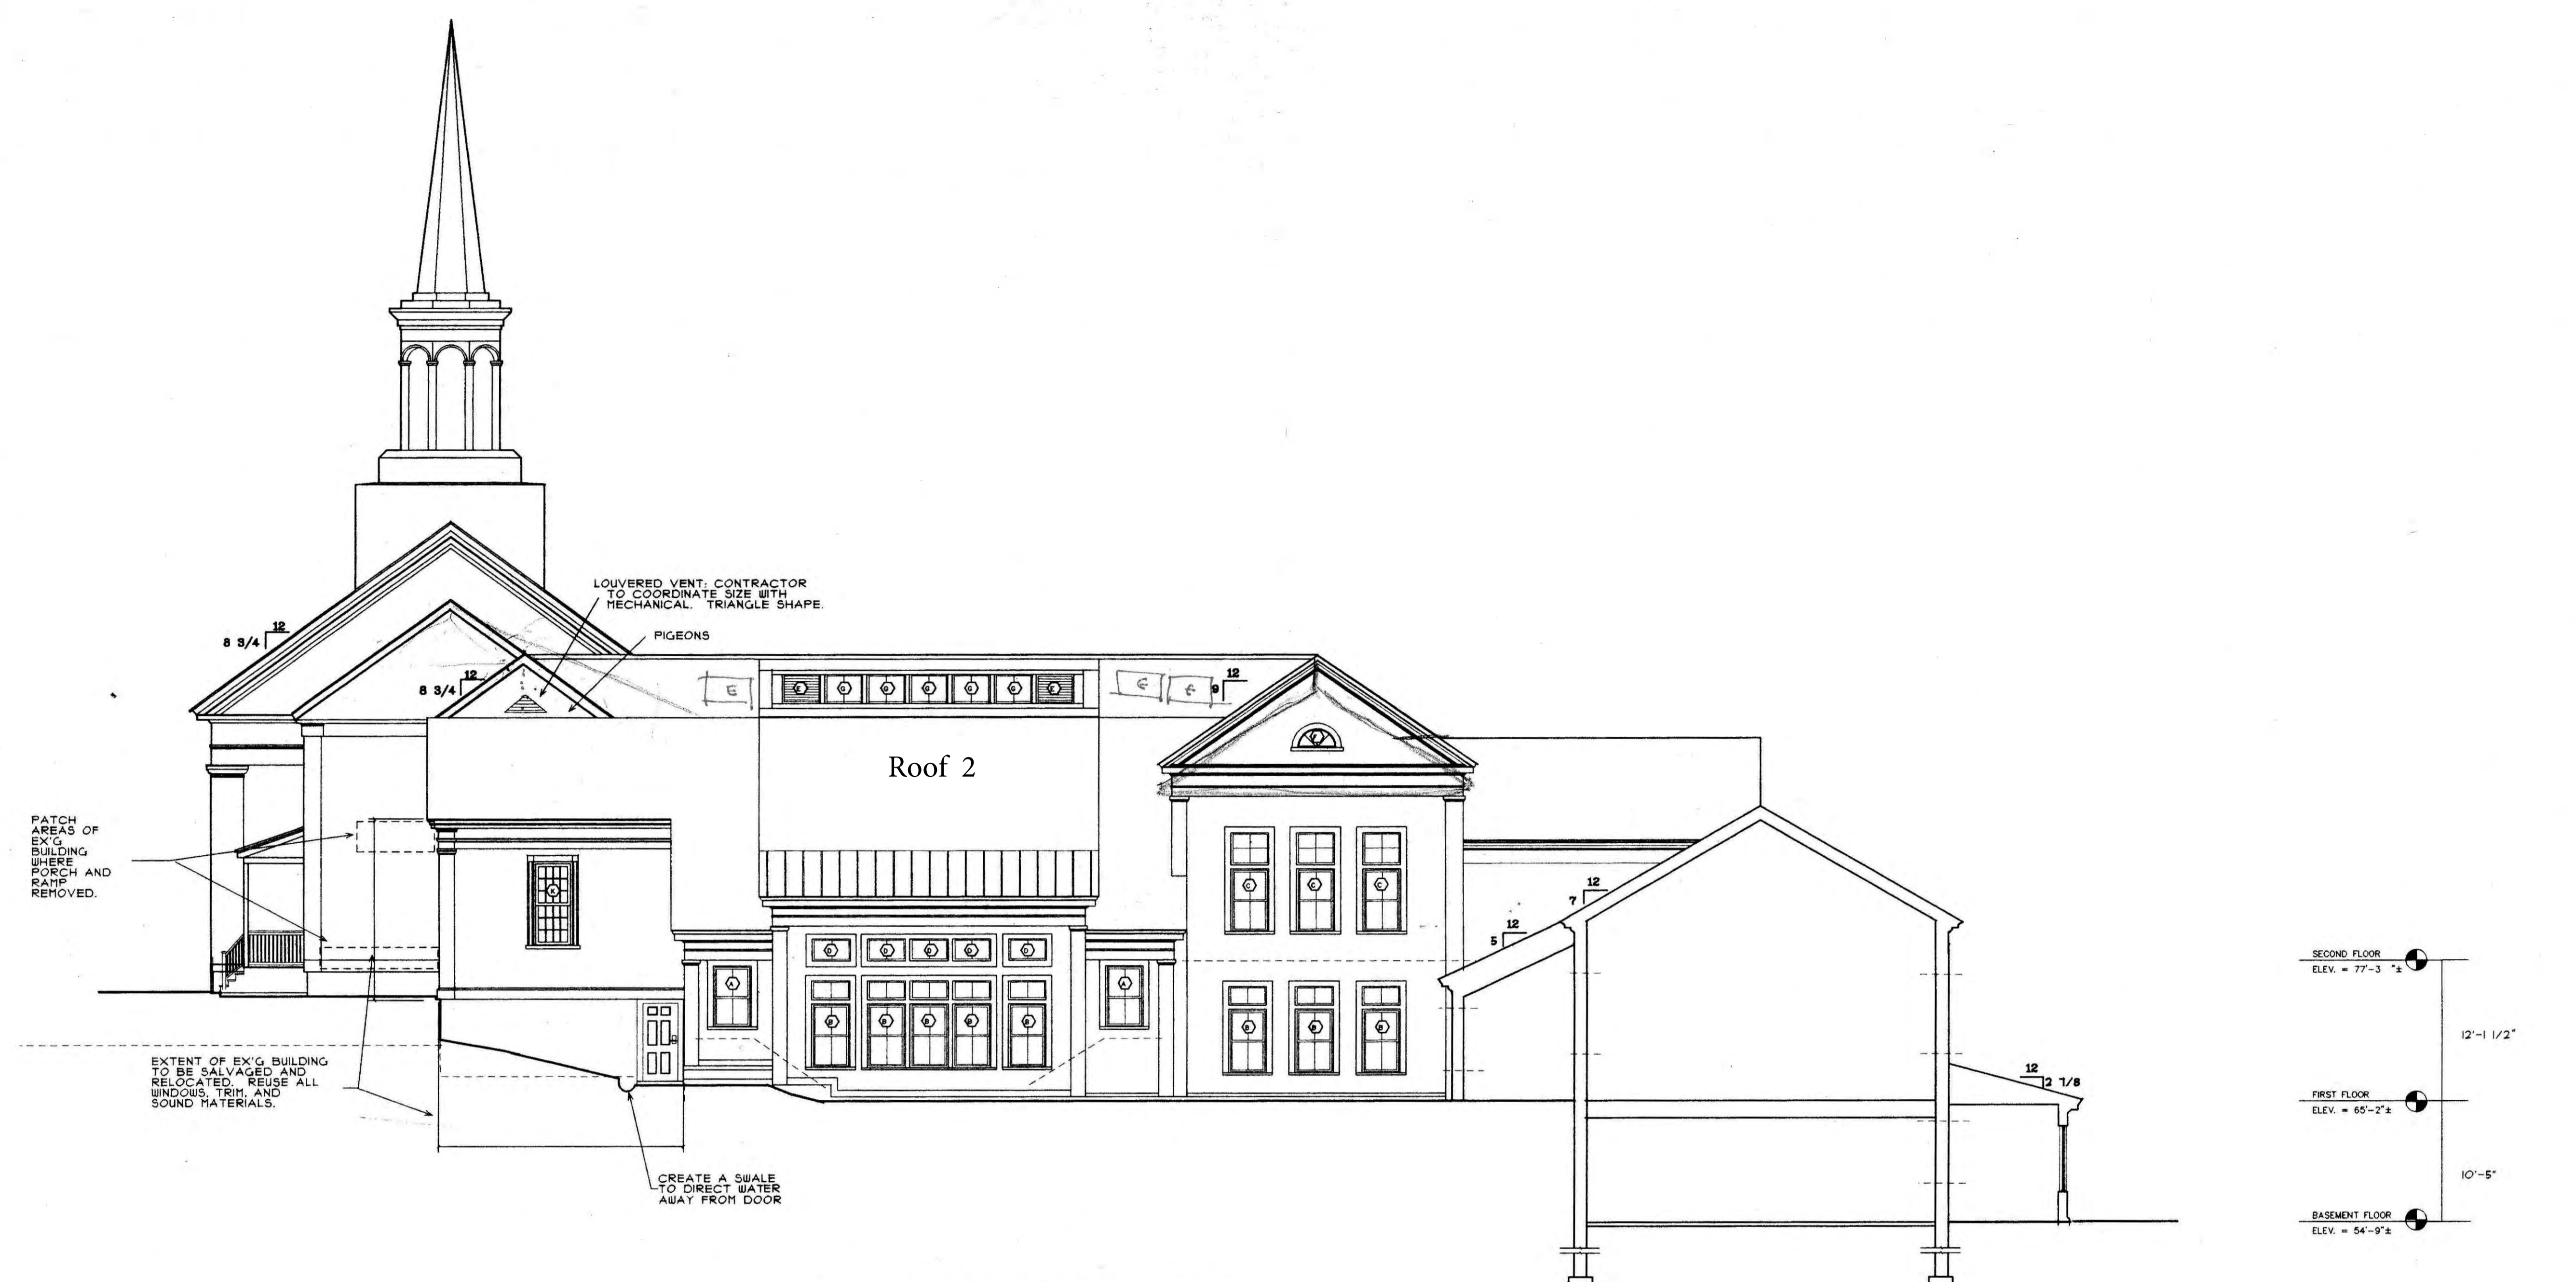 LOUVERED VENT: CONTRACTOR
TO COORDINATE SIZE WITH
MECHANICAL. TRIANGLE SHAPE.
PIGEONS
12
8 3/4
12
8 3/4
E
E
G
G
G
G
G
E
E
E
12
9
F
Roof 2
PATCH
AREAS OF
EX'G
BUILDING
WHERE
PORCH AND
RAMP
REMOVED.
K
C
C
C
12
7
12
5
D
D
D
D
D
A
A
B
B
B
B
B
B
B
B
SECOND FLOOR
ELEV. = 77'-3 "±
12'-1 1/2"
EXTENT OF EX'G BUILDING
TO BE SALVAGED AND
RELOCATED. REUSE ALL
WINDOWS, TRIM, AND
SOUND MATERIALS.
12
2 7/8
FIRST FLOOR
ELEV. = 65'-2"±
10'-5"
CREATE A SWALE
TO DIRECT WATER
AWAY FROM DOOR
BASEMENT FLOOR
ELEV. = 54'-9"±